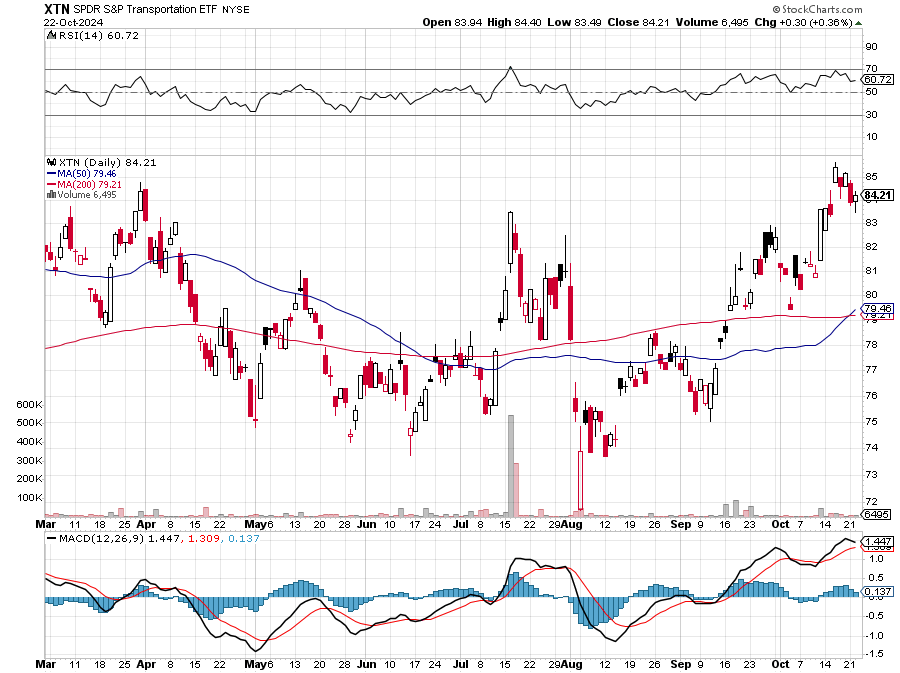 XTN SPDR S&P Transportation ETF NYSE
© StockCharts.com
22-Oct-2024
Open 83.94 High 84.40 Low 83.49 Close 84.21 Volume 6,495 Chg +0.30 (+0.36%)
RSI(14) 60.72
90
70
60.72
50
30
10
XTN (Daily) 84.21
MA(50) 79.46
MA(200) 79.21
Volume 6,495
85
84.21
83
82
81
80
79.46
79.21
78
77
76
75
74
73
72
600K
500K
400K
300K
200K
100K
6495
Mar 11 18 25 Apr 8 15 22 May 6 13 20 28 Jun 10 17 24 Jul 8 15 22 29 Aug 12 19 26 Sep 9 16 23 Oct 7 14 21
MACD(12,26,9) 1.447, 1.309, 0.137
1.447
1.309
1.0
0.5
0.137
-0.5
-1.0
-1.5
Mar 11 18 25 Apr 8 15 22 May 6 13 20 28 Jun 10 17 24 Jul 8 15 22 29 Aug 12 19 26 Sep 9 16 23 Oct 7 14 21